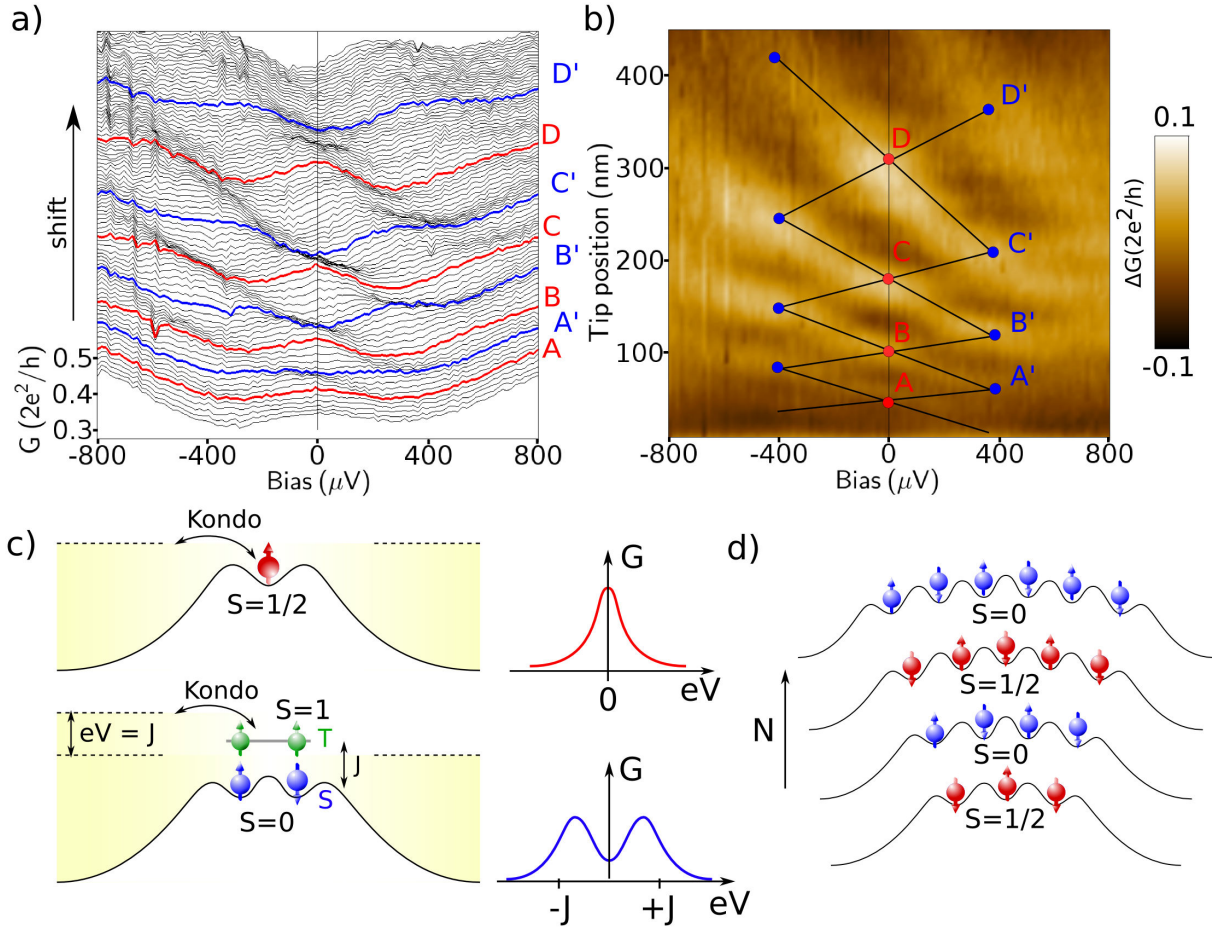 a)
D'
D
C'
C
B'
B
A'
A
shift
G (2e²/h)
0.5
0.4
0.3
-800 -400 0 400 800
Bias (μV)
b)
400
300
200
100
Tip position (nm)
D
D'
C
C'
B
B'
A
A'
-800 -400 0 400 800
Bias (μV)
0.1
-0.1
ΔG(2e²/h)
c)
Kondo
S=1/2
G
0
eV
Kondo
S=1
T
eV = J
J
S
S=0
G
-J
+J
eV
d)
S=0
S=1/2
N
S=0
S=1/2